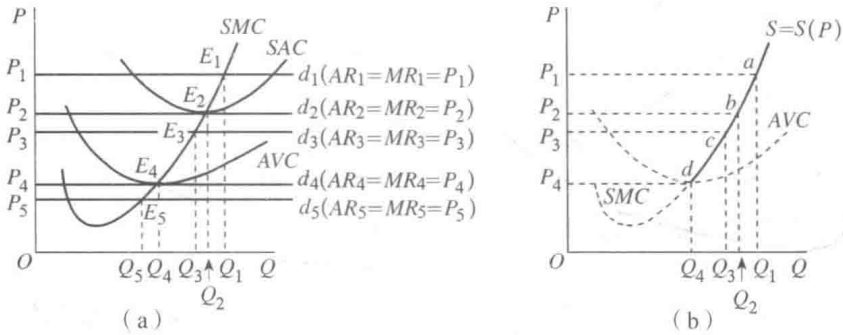 P
SMC
SAC
E₁
P₁
d₁(AR₁=MR₁=P₁)
E₂
P₂
d₂(AR₂=MR₂=P₂)
P₃
E₃
d₃(AR₃=MR₃=P₃)
AVC
E₄
P₄
d₄(AR₄=MR₄=P₄)
P₅
E₅
d₅(AR₅=MR₅=P₅)
O
Q₅ Q₄ Q₃ Q₁ Q
Q₂
(a)
P
S=S(P)
a
P₁
P₂
b
P₃
c
AVC
P₄
d
SMC
O
Q₄ Q₃ Q₁ Q
Q₂
(b)